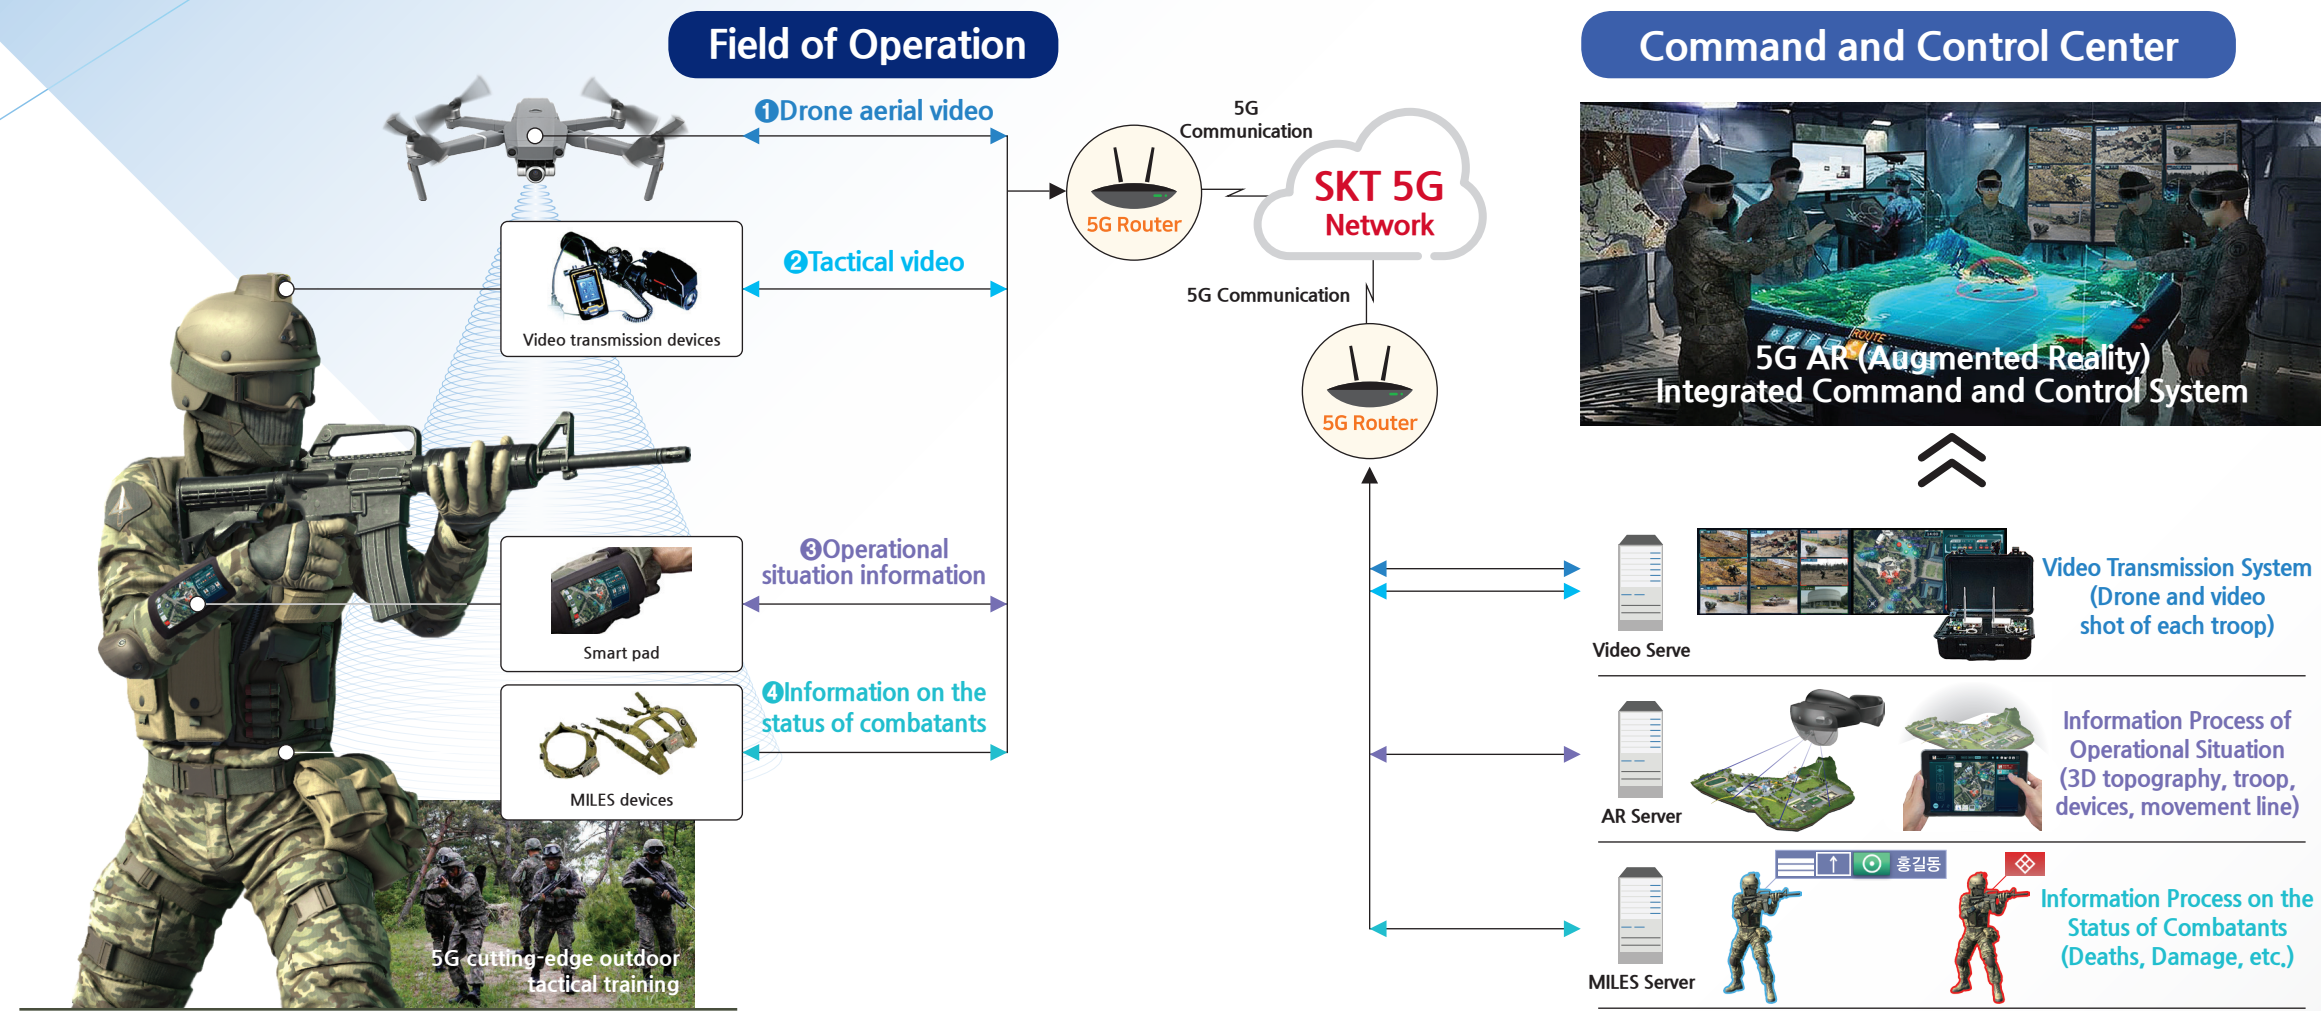 Field of Operation
Command and Control Center
❶Drone aerial video
5G
Communication
5G Router
SKT 5G
Network
❷Tactical video
Video transmission devices
5G Communication
5G Router
ROUTE
5G AR (Augmented Reality)
Integrated Command and Control System
❸Operational
situation information
Smart pad
❹Information on the
status of combatants
MILES devices
5G cutting-edge outdoor
tactical training
Video Serve
Video Transmission System
(Drone and video
shot of each troop)
AR Server
Information Process of
Operational Situation
(3D topography, troop,
devices, movement line)
홍길동
MILES Server
Information Process on the
Status of Combatants
(Deaths, Damage, etc.)